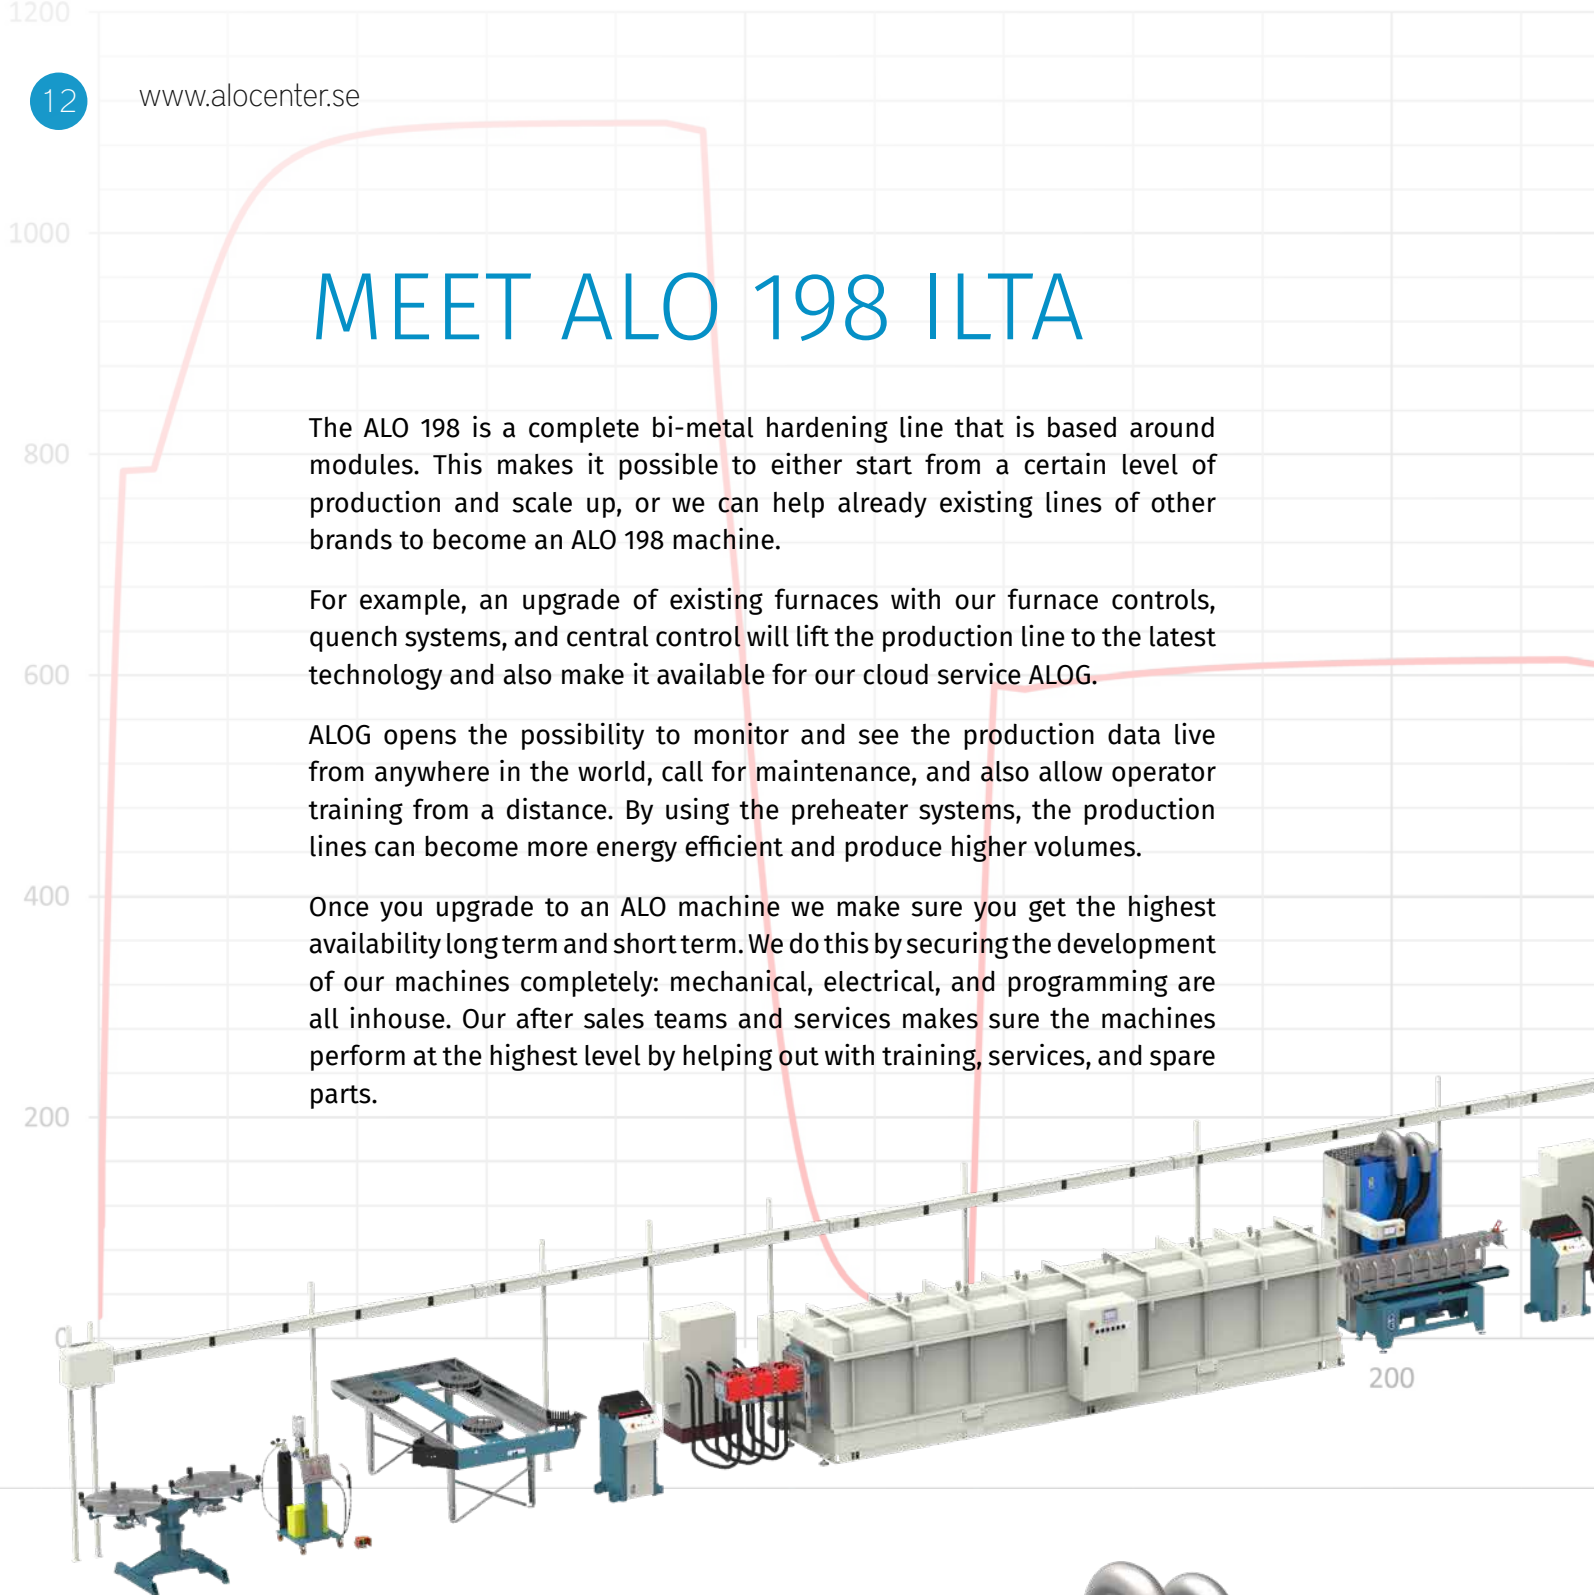 1200
12
www.alocenter.se
1000
MEET ALO 198 ILTA
The ALO 198 is a complete bi-metal hardening line that is based around
800
modules. This makes it possible to either start from a certain level of
production and scale up, or we can help already existing lines of other
brands to become an ALO 198 machine.
For example, an upgrade of existing furnaces with our furnace controls,
quench systems, and central control will lift the production line to the latest
600
technology and also make it available for our cloud service ALOG.
ALOG opens the possibility to monitor and see the production data live
from anywhere in the world, call for maintenance, and also allow operator
training from a distance. By using the preheater systems, the production
lines can become more energy efficient and produce higher volumes.
400
Once you upgrade to an ALO machine we make sure you get the highest
availability long term and short term. We do this by securing the development
of our machines completely: mechanical, electrical, and programming are
all inhouse. Our after sales teams and services makes sure the machines
perform at the highest level by helping out with training, services, and spare
parts.
200
0
200